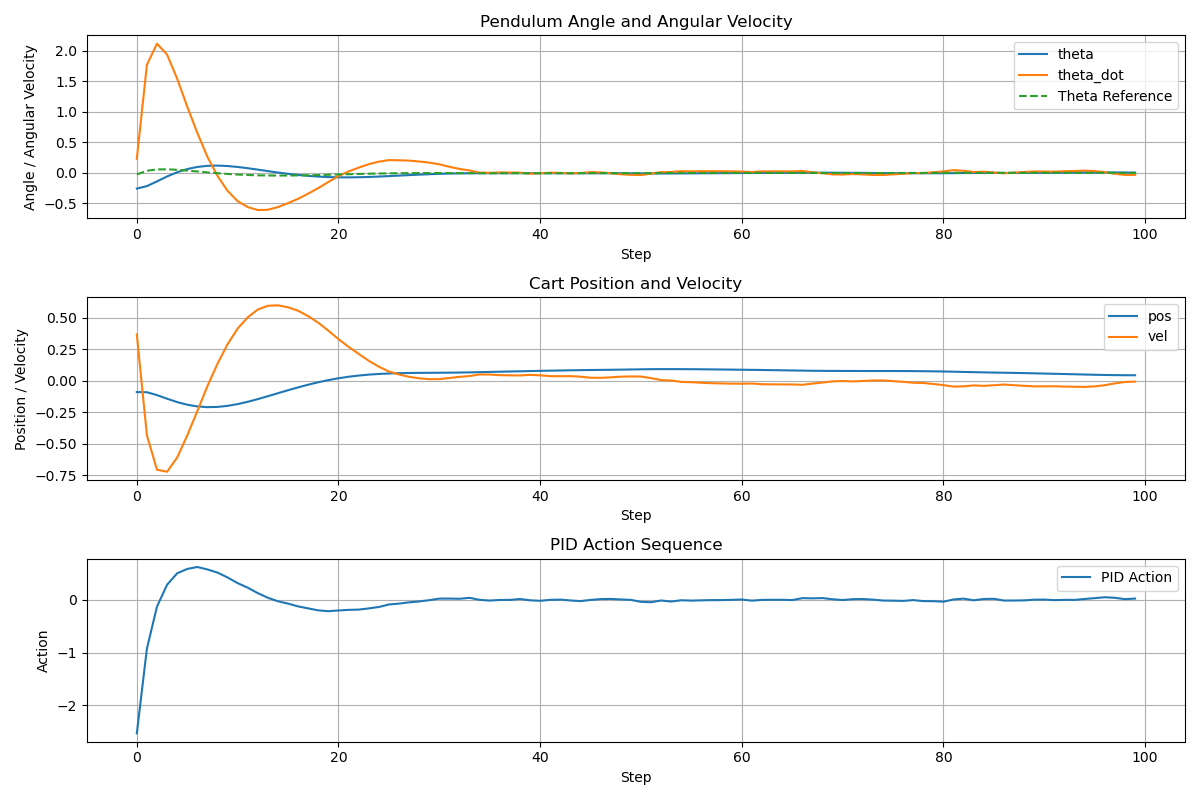 Pendulum Angle and Angular Velocity
Angle / Angular Velocity
2.0
1.5
1.0
0.5
0.0
−0.5
theta
theta_dot
Theta Reference
0 20 40 60 80 100
Step
Cart Position and Velocity
Position / Velocity
0.50
0.25
0.00
−0.25
−0.50
−0.75
pos
vel
0 20 40 60 80 100
Step
PID Action Sequence
Action
0
−1
−2
PID Action
0 20 40 60 80 100
Step